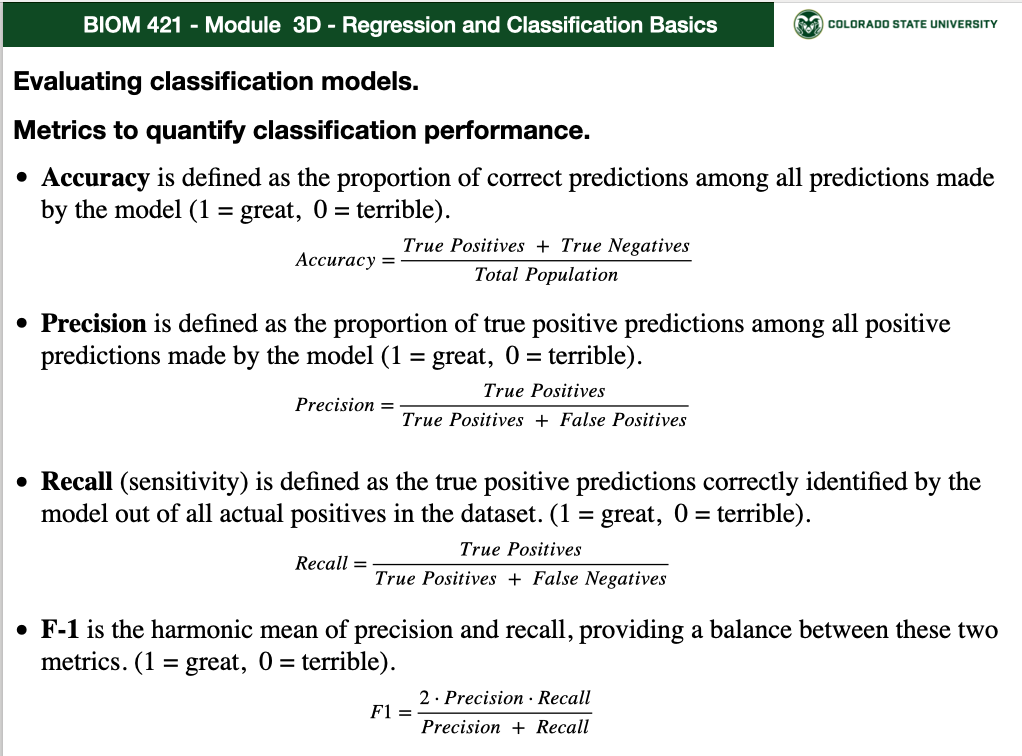 BIOM 421 - Module 3D - Regression and Classification Basics
COLORADO STATE UNIVERSITY
Evaluating classification models.
Metrics to quantify classification performance.
• Accuracy is defined as the proportion of correct predictions among all predictions made
by the model (1 = great, 0 = terrible).
Accuracy = True Positives + True Negatives
Total Population
• Precision is defined as the proportion of true positive predictions among all positive
predictions made by the model (1 = great, 0 = terrible).
Precision = True Positives
True Positives + False Positives
• Recall (sensitivity) is defined as the true positive predictions correctly identified by the
model out of all actual positives in the dataset. (1 = great, 0 = terrible).
Recall = True Positives
True Positives + False Negatives
• F-1 is the harmonic mean of precision and recall, providing a balance between these two
metrics. (1 = great, 0 = terrible).
F1 = 2 · Precision · Recall
Precision + Recall